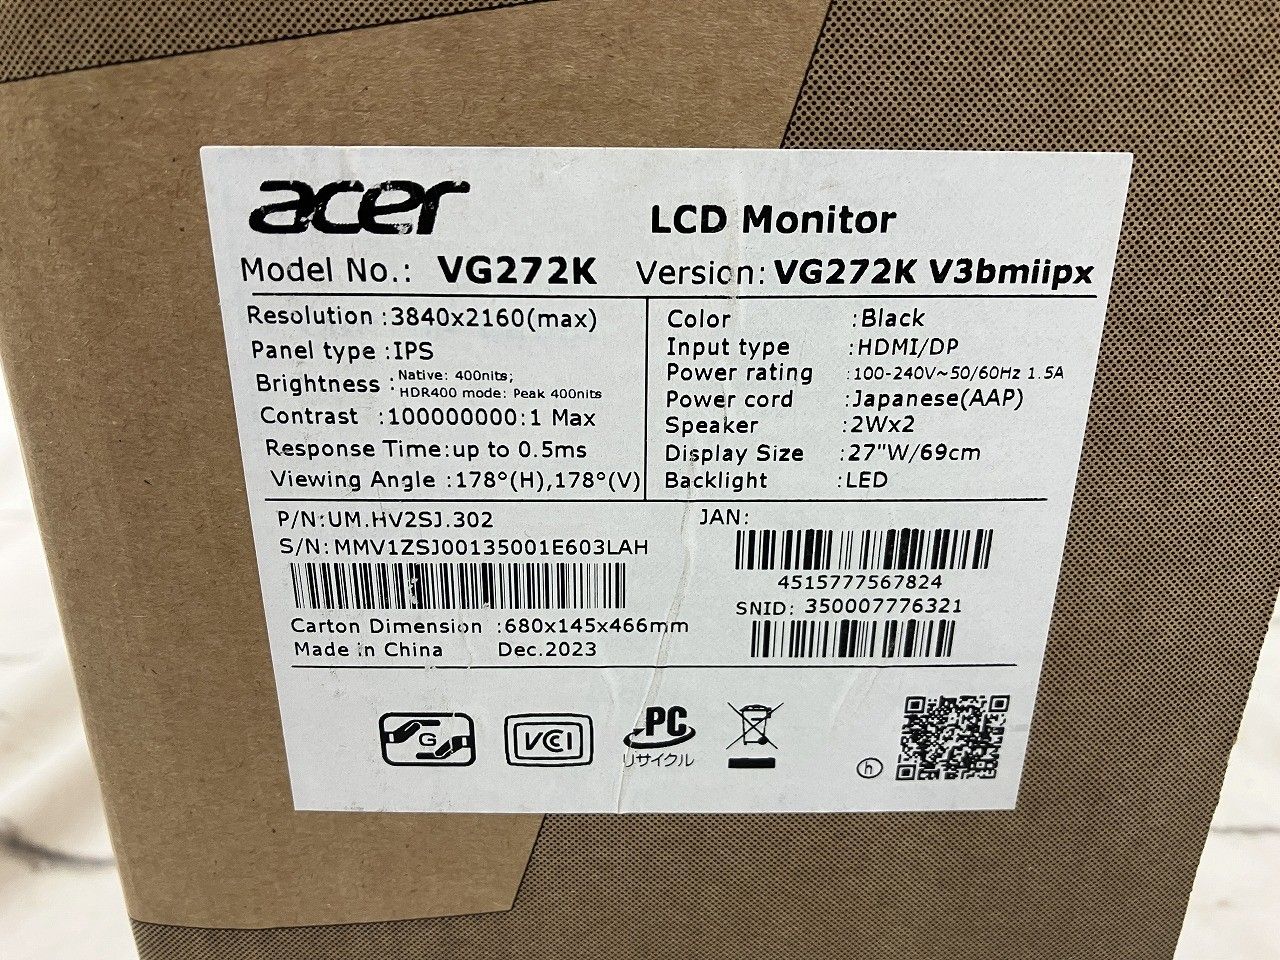 acer
LCD Monitor
Model No.: VG272K
Version: VG272K V3bmiipx
Resolution :3840x2160(max)
Panel type :IPS
Brightness : Native: 400nits;
HDR400 mode: Peak 400nits
Contrast :100000000:1 Max
Response Time:up to 0.5ms
Viewing Angle :178°(H),178°(V)
Color :Black
Input type :HDMI/DP
Power rating :100-240V~50/60Hz 1.5A
Power cord :Japanese(AAP)
Speaker :2Wx2
Display Size :27"W/69cm
Backlight :LED
P/N:UM.HV2SJ.302
S/N:MMV1ZSJ00135001E603LAH
Carton Dimension :680x145x466mm
Made in China Dec.2023
JAN:
4515777567824
SNID: 350007776321
G
VCCI
PC
リサイクル
h